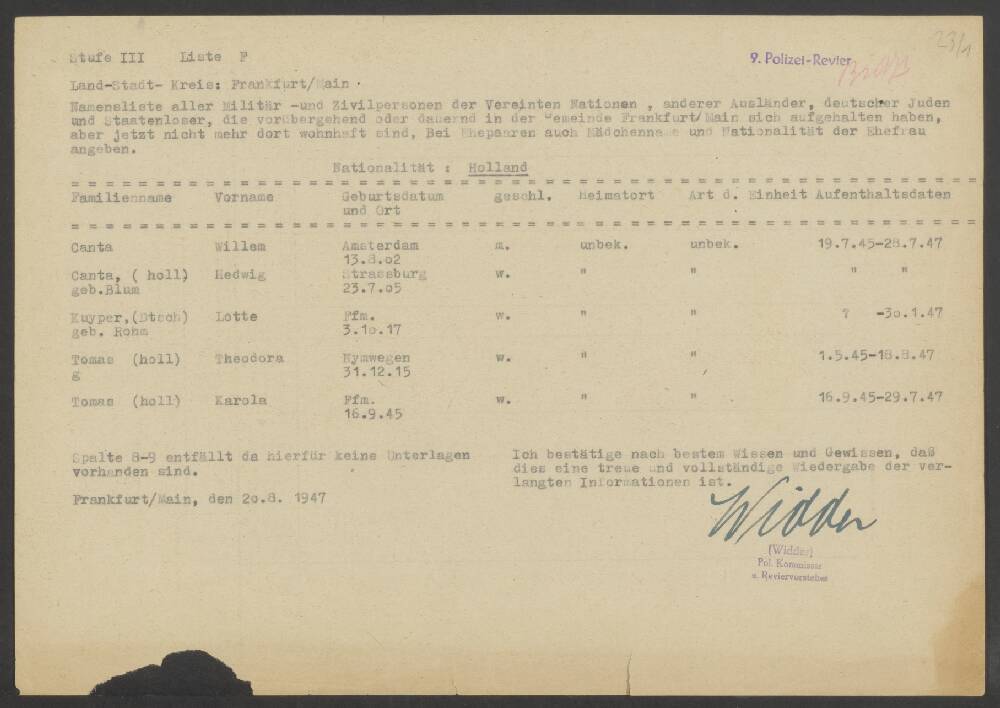 23/1
Stufe III Liste F
9. Polizei-Revier
Land-Stadt- Kreis: Frankfurt/Main.
Namensliste aller Militär -und Zivilpersonen der Vereinten Nationen , anderer Ausländer, deutscher Juden
und Staatenloser, die vorübergehend oder dauernd in der Gemeinde Frankfurt/Main sich aufgehalten haben,
aber jetzt nicht mehr dort wohnhaft sind, Bei Ehepaaren auch Mädchenname und Nationalität der Ehefrau
angeben.
Nationalität : Holland
Familienname Vorname Geburtsdatum geschl. Heimatort Art d. Einheit Aufenthaltsdaten
und Ort
Canta Willem Amsterdam m. unbek. unbek. 19.7.45-28.7.47
13.8.02
Canta, ( holl) Hedwig Strassburg w. " " " "
geb.Blum 23.7.05
Kuyper,(Dtsch) Lotte Ffm. w. " " ? -30.1.47
geb. Rohm 3.10.17
Tomas (holl) Theodora Nymwegen w. " " 1.5.45-18.8.47
g 31.12.15
Tomas (holl) Karola Ffm. w. " " 16.9.45-29.7.47
16.9.45
Spalte 8-9 entfällt da hierfür keine Unterlagen
vorhanden sind.
Frankfurt/Main, den 20.8. 1947
Ich bestätige nach bestem Wissen und Gewissen, daß
dies eine treue und vollständige Wiedergabe der ver-
langten Informationen ist.
Widder
(Widder)
Pol. Kommissar
u. Reviervorsteher